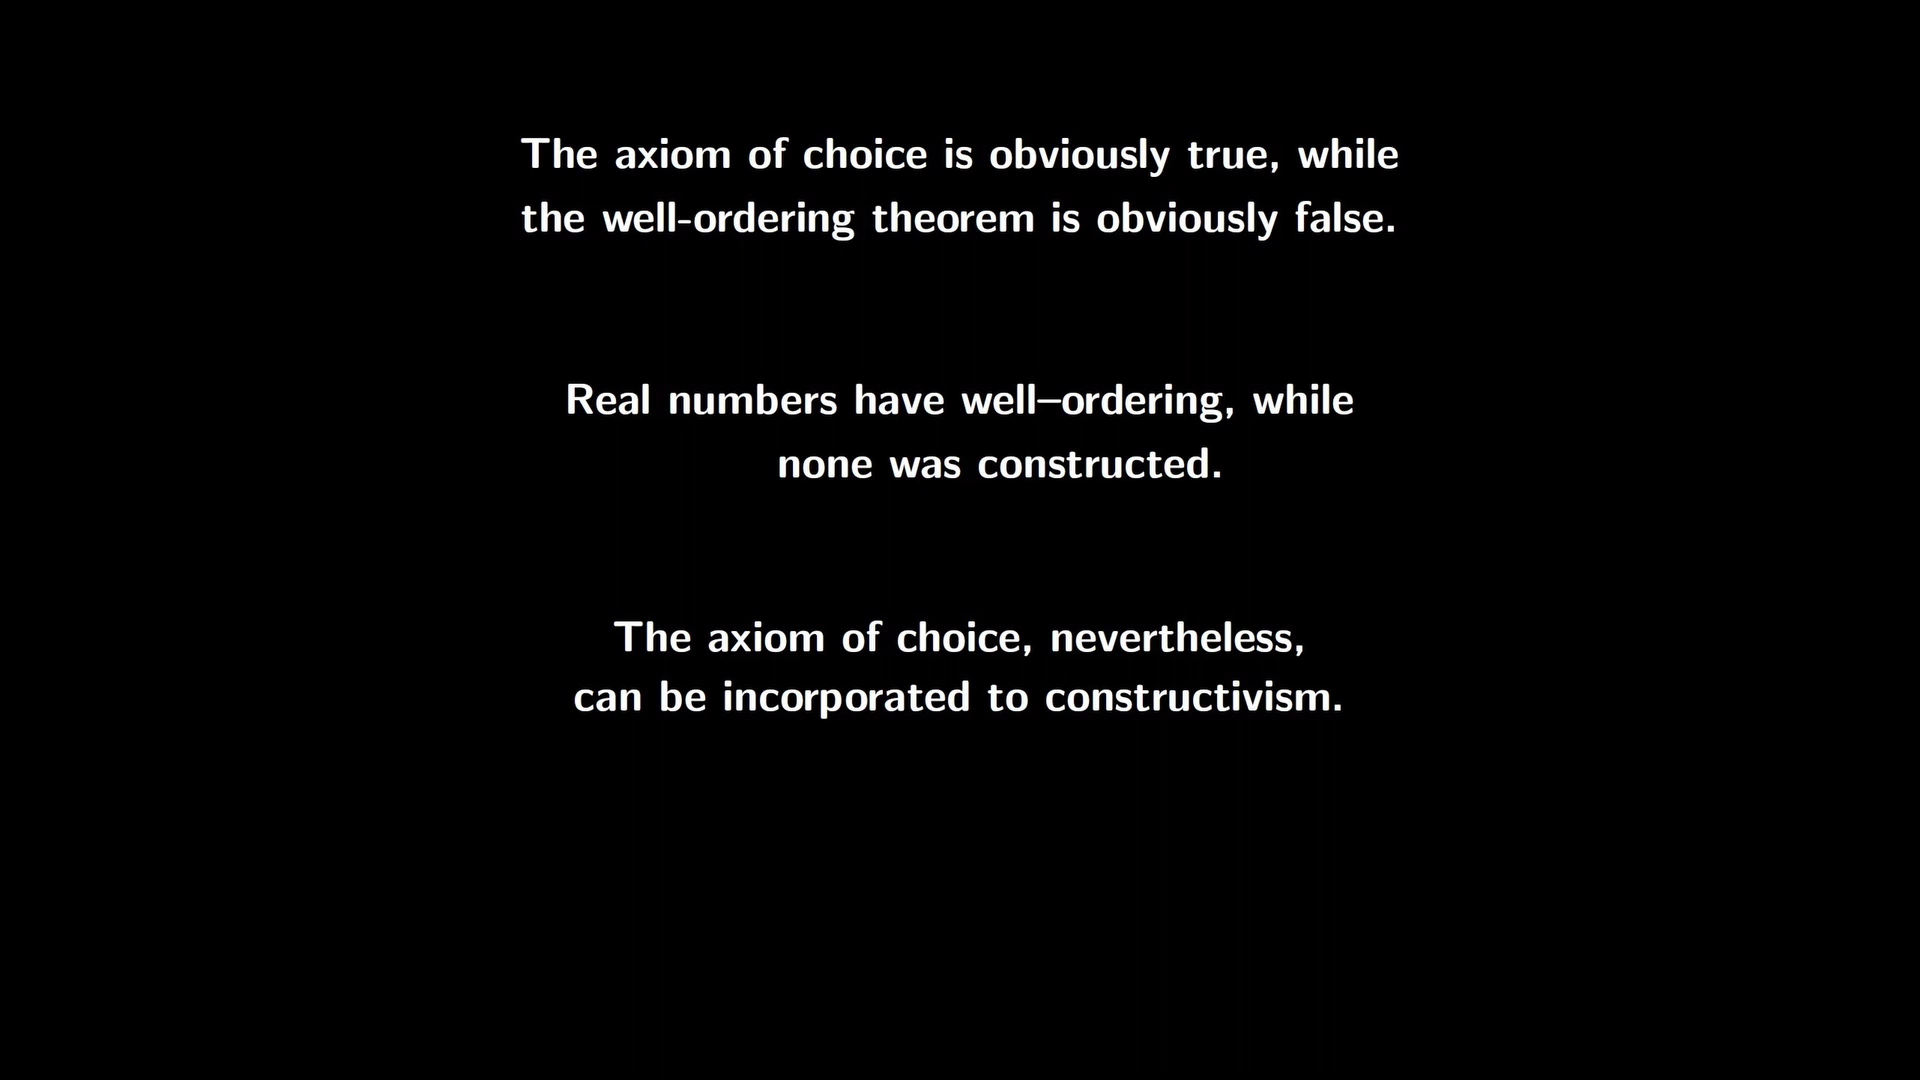 The axiom of choice is obviously true, while
the well-ordering theorem is obviously false.
Real numbers have well–ordering, while
none was constructed.
The axiom of choice, nevertheless,
can be incorporated to constructivism.